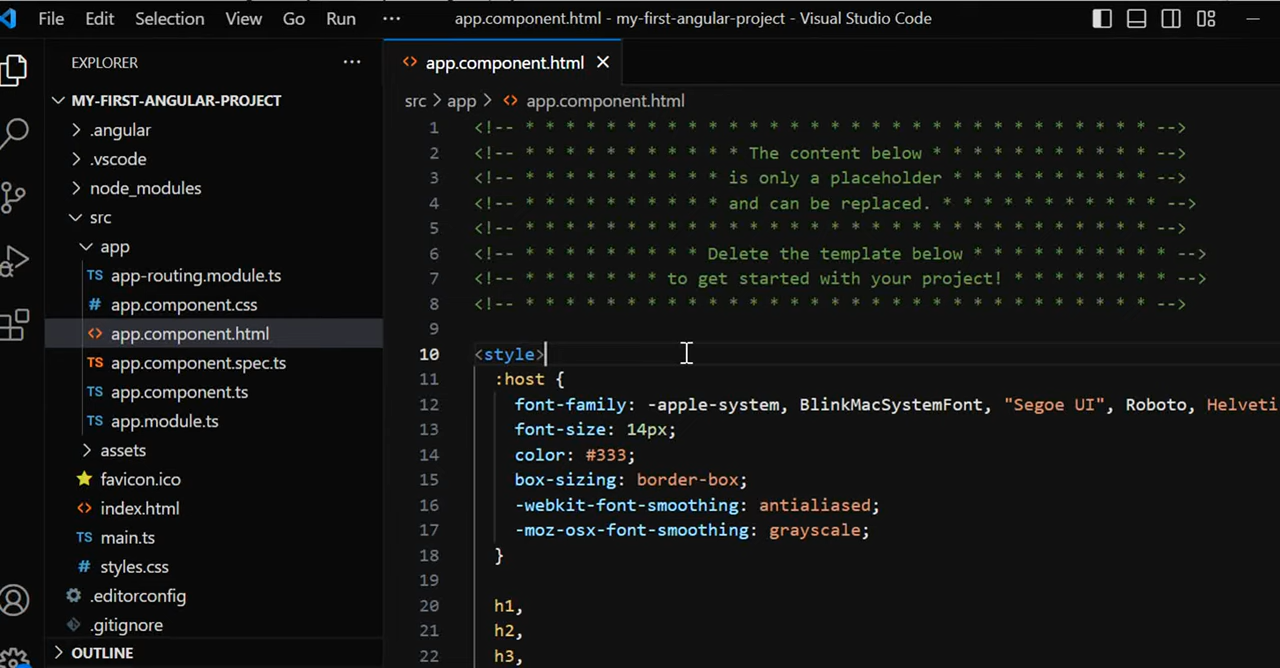 File Edit Selection View Go Run ··· app.component.html - my-first-angular-project - Visual Studio Code
EXPLORER ···
MY-FIRST-ANGULAR-PROJECT
.angular
.vscode
node_modules
src
app
TS app-routing.module.ts
# app.component.css
<> app.component.html
TS app.component.spec.ts
TS app.component.ts
TS app.module.ts
assets
favicon.ico
<> index.html
TS main.ts
# styles.css
.editorconfig
.gitignore
OUTLINE
<> app.component.html ×
src > app > <> app.component.html
1 <!-- * * * * * * * * * * * * * * * * * * * * * * * * * * * * * * * -->
2 <!-- * * * * * * * * * * * The content below * * * * * * * * * * * -->
3 <!-- * * * * * * * * * * is only a placeholder * * * * * * * * * * -->
4 <!-- * * * * * * * * * * and can be replaced. * * * * * * * * * * * -->
5 <!-- * * * * * * * * * * * * * * * * * * * * * * * * * * * * * * * -->
6 <!-- * * * * * * * * * Delete the template below * * * * * * * * * * -->
7 <!-- * * * * * * * to get started with your project! * * * * * * * * -->
8 <!-- * * * * * * * * * * * * * * * * * * * * * * * * * * * * * * * -->
9
10 <style>
11 :host {
12 font-family: -apple-system, BlinkMacSystemFont, "Segoe UI", Roboto, Helveti
13 font-size: 14px;
14 color: #333;
15 box-sizing: border-box;
16 -webkit-font-smoothing: antialiased;
17 -moz-osx-font-smoothing: grayscale;
18 }
19
20 h1,
21 h2,
22 h3,